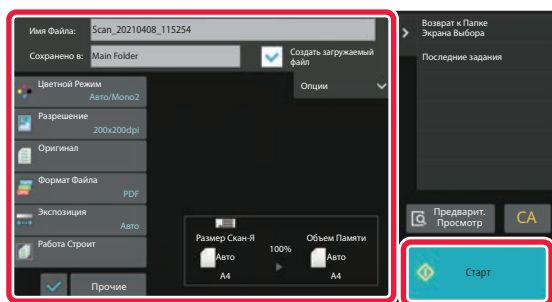 Имя Файла: Scan_20210408_115254
Сохранено в: Main Folder
Создать загружаемый
файл
Опции
Цветной Режим
Авто/Mono2
Разрешение
200x200dpi
Оригинал
Формат Файла
PDF
Экспозиция
Авто
Работа Строит
Прочие
Размер Скан-Я
Авто
A4
100%
Объем Памяти
Авто
A4
Возврат к Папке
Экрана Выбора
Последние задания
Предварит.
Просмотр
CA
Старт